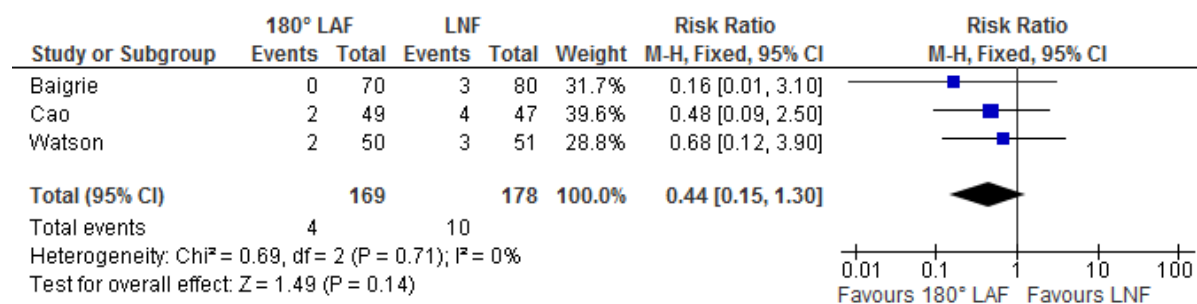 180° LAF LNF Risk Ratio Risk Ratio
Study or Subgroup Events Total Events Total Weight M-H, Fixed, 95% CI M-H, Fixed, 95% CI
Baigrie 0 70 3 80 31.7% 0.16 [0.01, 3.10]
Cao 2 49 4 47 39.6% 0.48 [0.09, 2.50]
Watson 2 50 3 51 28.8% 0.68 [0.12, 3.90]
Total (95% CI) 169 178 100.0% 0.44 [0.15, 1.30]
Total events 4 10
Heterogeneity: Chi² = 0.69, df = 2 (P = 0.71); I² = 0%
Test for overall effect: Z = 1.49 (P = 0.14)
0.01 0.1 1 10 100
Favours 180° LAF Favours LNF